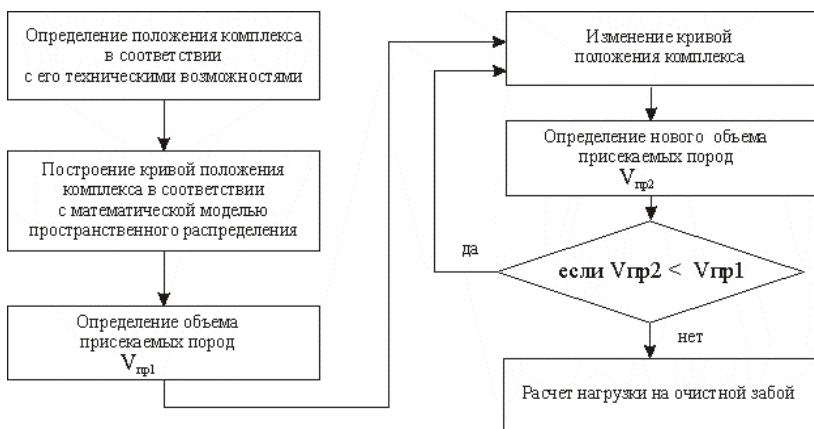 Определение положения комплекса
в соответствии
с его техническими возможностями
Построение кривой положения
комплекса в соответствии
с математической моделью
пространственного распределения
Определение объема
присекаемых пород
Vпр1
Изменение кривой
положения комплекса
Определение нового объема
присекаемых пород
Vпр2
да
если Vпр2 < Vпр1
нет
Расчет нагрузки на очистной забой